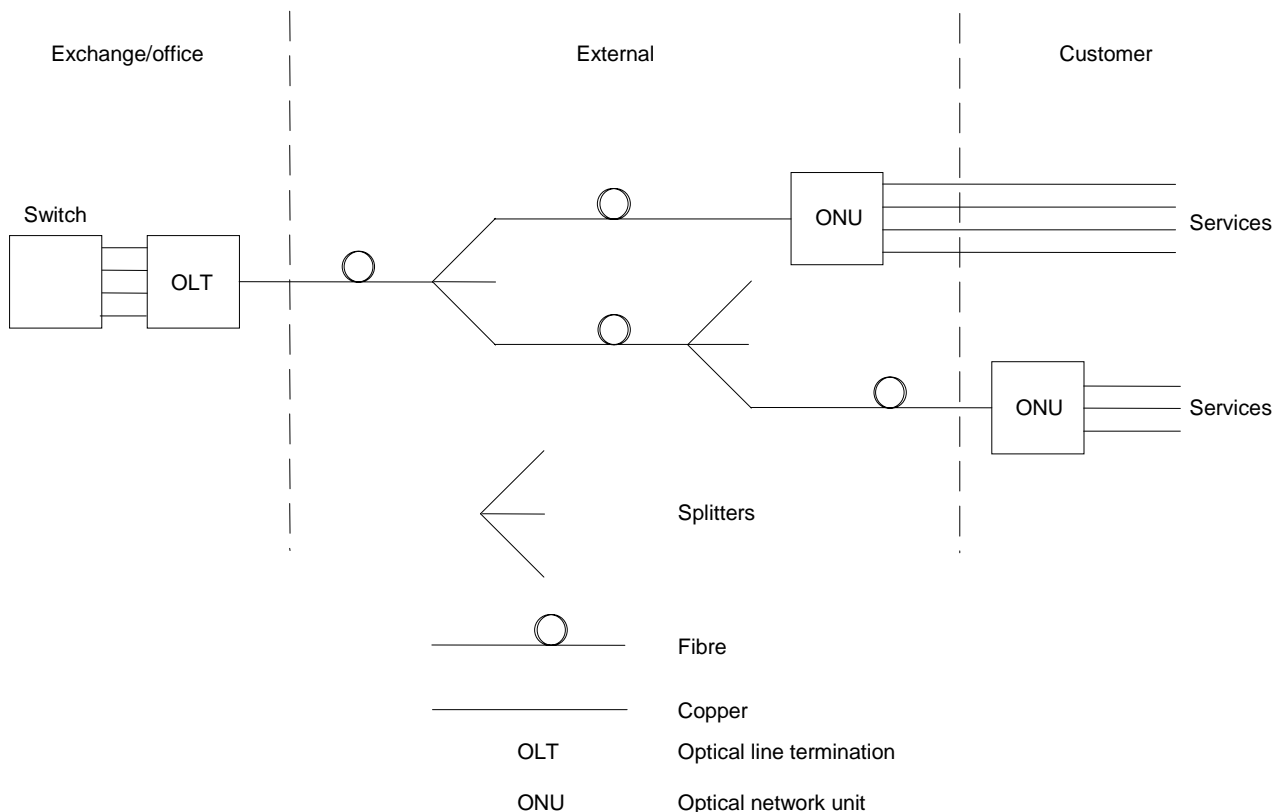 Exchange/office
External
Customer
Switch
OLT
ONU
Services
ONU
Services
Splitters
Fibre
Copper
OLT Optical line termination
ONU Optical network unit